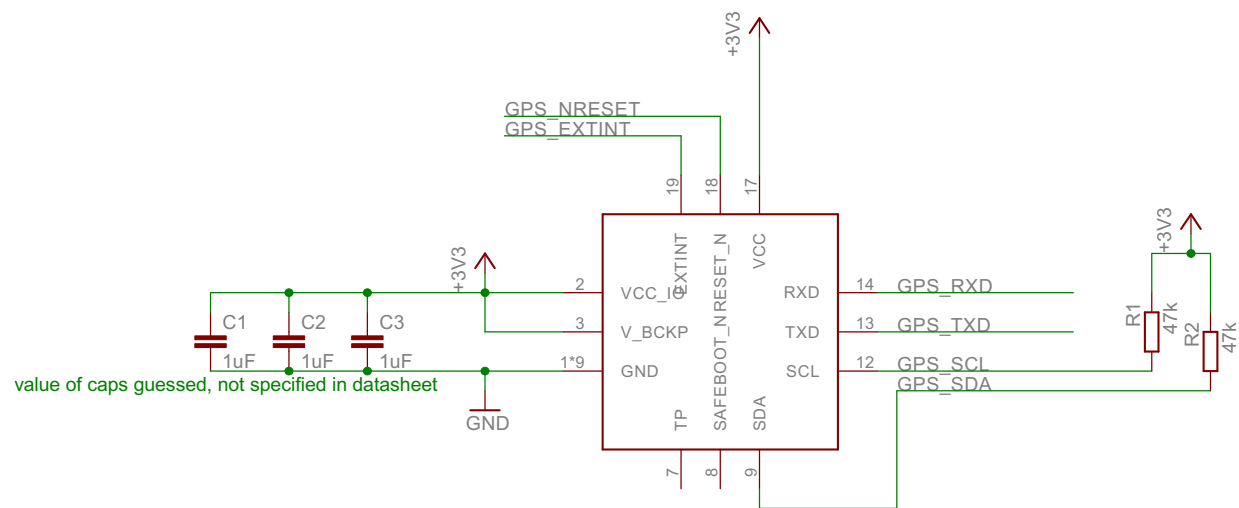 +3V3
GPS_NRESET
GPS_EXTINT
19
18
17
+3V3
+3V3
EXTINT
SAFEBOOT_NRESET_N
VCC
2
VCC_IO
RXD
14
GPS_RXD
C1
C2
C3
3
V_BCKP
TXD
13
GPS_TXD
R1
47k
R2
47k
1uF
1uF
1uF
1*9
GND
SCL
12
GPS_SCL
value of caps guessed, not specified in datasheet
GPS_SDA
GND
TP
SDA
7
8
9